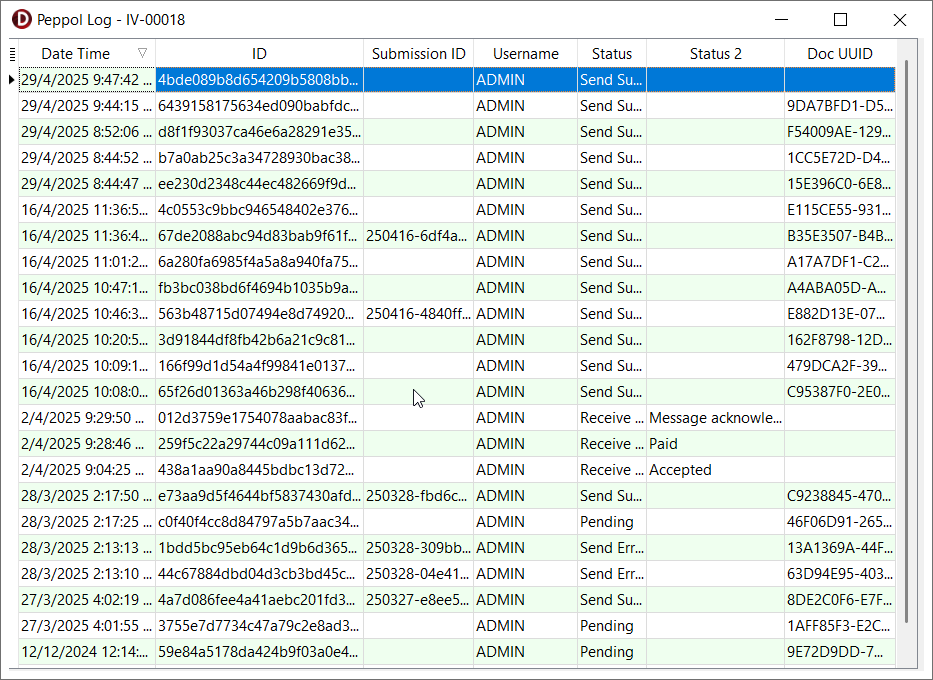 Peppol Log - IV-00018
Date Time ID Submission ID Username Status Status 2 Doc UUID
29/4/2025 9:47:42 ... 4bde089b8d654209b5808bb... ADMIN Send Su...
29/4/2025 9:44:15 ... 6439158175634ed090babfdc... ADMIN Send Su... 9DA7BFD1-D5...
29/4/2025 8:52:06 ... d8f1f93037ca46e6a28291e35... ADMIN Send Su... F54009AE-129...
29/4/2025 8:44:52 ... b7a0ab25c3a34728930bac38... ADMIN Send Su... 1CC5E72D-D4...
29/4/2025 8:44:47 ... ee230d2348c44ec482669f9d... ADMIN Send Su... 15E396C0-6E8...
16/4/2025 11:36:5... 4c0553c9bbc946548402e376... ADMIN Send Su... E115CE55-931...
16/4/2025 11:36:4... 67de2088abc94d83bab9f61f... 250416-6df4a... ADMIN Send Su... B35E3507-B4B...
16/4/2025 11:01:2... 6a280fa6985f4a5a8a940fa75... ADMIN Send Su... A17A7DF1-C2...
16/4/2025 10:47:1... fb3bc038bd6f4694b1035b9a... ADMIN Send Su... A4ABA05D-A...
16/4/2025 10:46:3... 563b48715d07494e8d74920... 250416-4840ff... ADMIN Send Su... E882D13E-07...
16/4/2025 10:20:5... 3d91844df8fb42b6a21c9c81... ADMIN Send Su... 162F8798-12D...
16/4/2025 10:09:1... 166f99d1d54a4f99841e0137... ADMIN Send Su... 479DCA2F-39...
16/4/2025 10:08:0... 65f26d01363a46b298f40636... ADMIN Send Su... C95387F0-2E0...
2/4/2025 9:29:50 ... 012d3759e1754078aabac83f... ADMIN Receive ... Message acknowle...
2/4/2025 9:28:46 ... 259f5c22a29744c09a111d62... ADMIN Receive ... Paid
2/4/2025 9:04:25 ... 438a1aa90a8445bdbc13d72... ADMIN Receive ... Accepted
28/3/2025 2:17:50 ... e73aa9d5f4644bf5837430afd... 250328-fbd6c... ADMIN Send Su... C9238845-470...
28/3/2025 2:17:25 ... c0f40f4cc8d84797a5b7aac34... ADMIN Pending 46F06D91-265...
28/3/2025 2:13:13 ... 1bdd5bc95eb64c1d9b6d365... 250328-309bb... ADMIN Send Err... 13A1369A-44F...
28/3/2025 2:13:10 ... 44c67884dbd04d3cb3bd45c... 250328-04e41... ADMIN Send Err... 63D94E95-403...
27/3/2025 4:02:19 ... 4a7d086fee4a41aebc201fd3... 250327-e8ee5... ADMIN Send Su... 8DE2C0F6-E7F...
27/3/2025 4:01:55 ... 3755e7d7734c47a79c2e8ad3... ADMIN Pending 1AFF85F3-E2C...
12/12/2024 12:14:... 59e84a5178da424b9f03a0e4... ADMIN Pending 9E72D9DD-7...